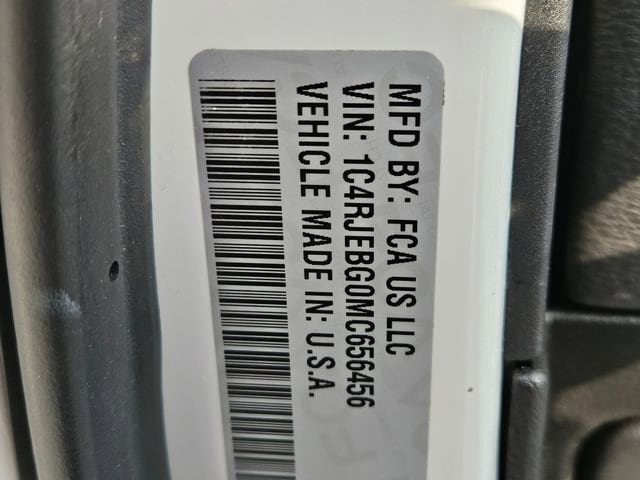 MFD BY: FCA US LLC
VIN: 1C4RJEBG0MC656456
VEHICLE MADE IN: U.S.A.